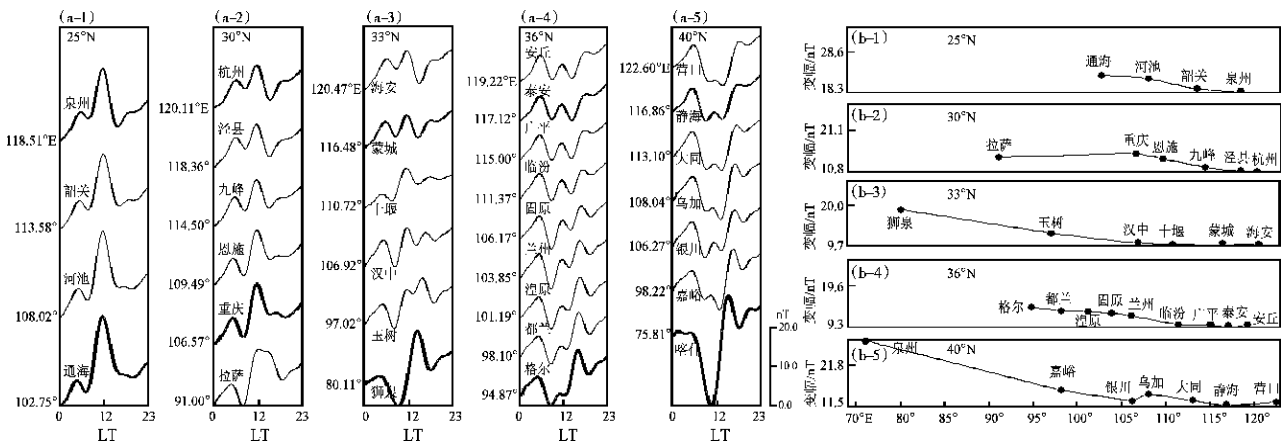 (a-1)
25°N
泉州
118.51°E
韶关
113.58°
河池
108.02°
通海
102.75°
0 12 23
LT
(a-2)
30°N
杭州
120.11°E
泾县
118.36°
九峰
114.50°
恩施
109.49°
重庆
106.57°
拉萨
91.00°
0 12 23
LT
(a-3)
33°N
120.47°E
海安
116.48°
蒙城
110.72°
十堰
106.92°
汉中
97.02°
玉树
80.11°
狮泉
0 12 23
LT
(a-4)
36°N
安丘
119.22°E
泰安
117.12°
广平
115.00°
临汾
111.37°
固原
106.17°
兰州
103.85°
湟原
101.19°
都兰
98.10°
格尔
94.87°
0 12 23
LT
(a-5)
40°N
122.60°E
营口
116.86°
静海
113.10°
大同
108.04°
乌加
106.27°
银川
98.22°
嘉峪
75.81°
喀什
nT
20.0
10.0
0.0
0 12 23
LT
(b-1)
25°N
变幅/nT
28.6
18.3
通海
河池
韶关
泉州
(b-2)
30°N
变幅/nT
21.1
10.8
拉萨
重庆
恩施
九峰
泾县
杭州
(b-3)
33°N
变幅/nT
20.0
9.7
狮泉
玉树
汉中
十堰
蒙城
海安
(b-4)
36°N
变幅/nT
19.6
9.3
格尔
都兰
湟原
固原
兰州
临汾
广平
泰安
安丘
(b-5)
40°N
变幅/nT
21.8
11.5
泉州
嘉峪
银川
乌加
大同
静海
营口
70°E 80° 90° 95° 100° 105° 110° 115° 120°